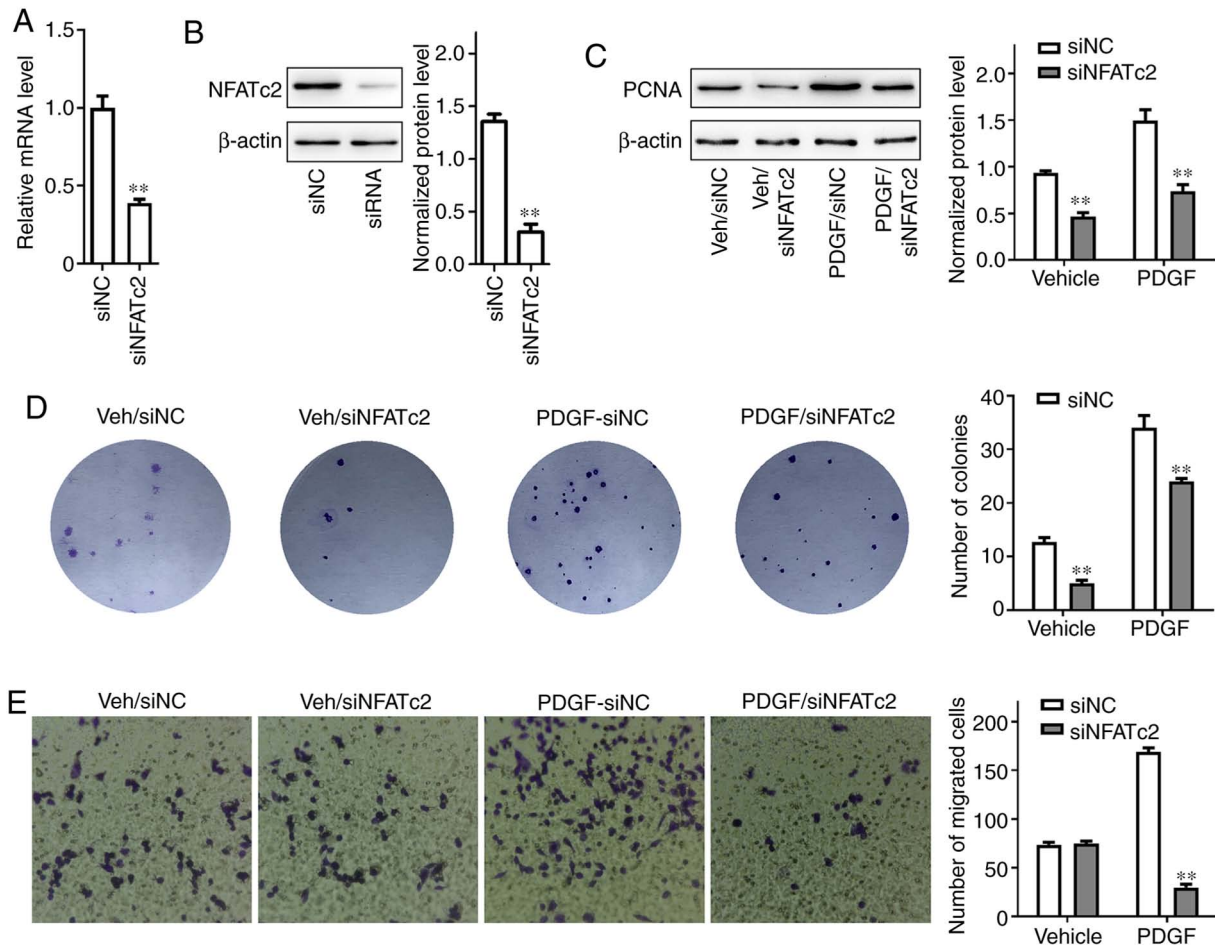 A
Relative mRNA level
1.5
1.0
0.5
0
**
siNC
siNFATc2
B
NFATc2
β-actin
siNC
siRNA
Normalized protein level
2.0
1.5
1.0
0.5
0.0
**
siNC
siNFATc2
C
PCNA
β-actin
Veh/siNC
Veh/
siNFATc2
PDGF/siNC
PDGF/
siNFATc2
siNC
siNFATc2
Normalized protein level
2.0
1.5
1.0
0.5
0.0
**
**
Vehicle
PDGF
D
Veh/siNC
Veh/siNFATc2
PDGF-siNC
PDGF/siNFATc2
siNC
Number of colonies
40
30
20
10
0
**
**
Vehicle
PDGF
E
Veh/siNC
Veh/siNFATc2
PDGF-siNC
PDGF/siNFATc2
siNC
siNFATc2
Number of migrated cells
200
150
100
50
0
**
Vehicle
PDGF